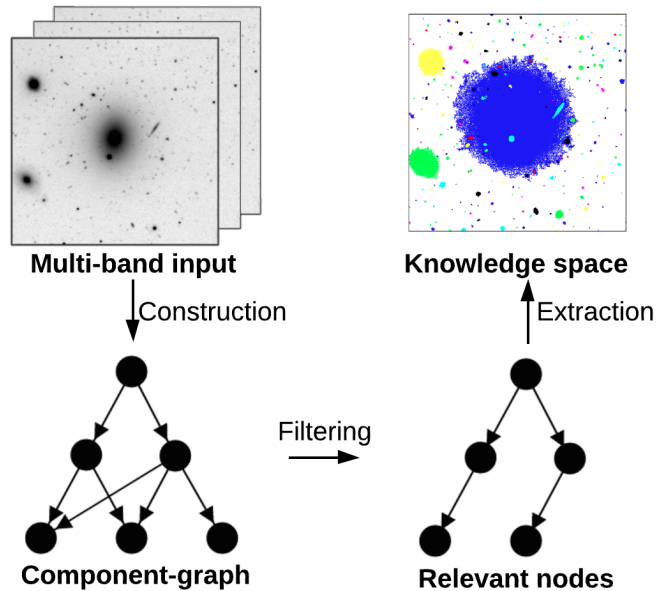 Multi-band input
Knowledge space
Construction
Extraction
Filtering
Component-graph
Relevant nodes